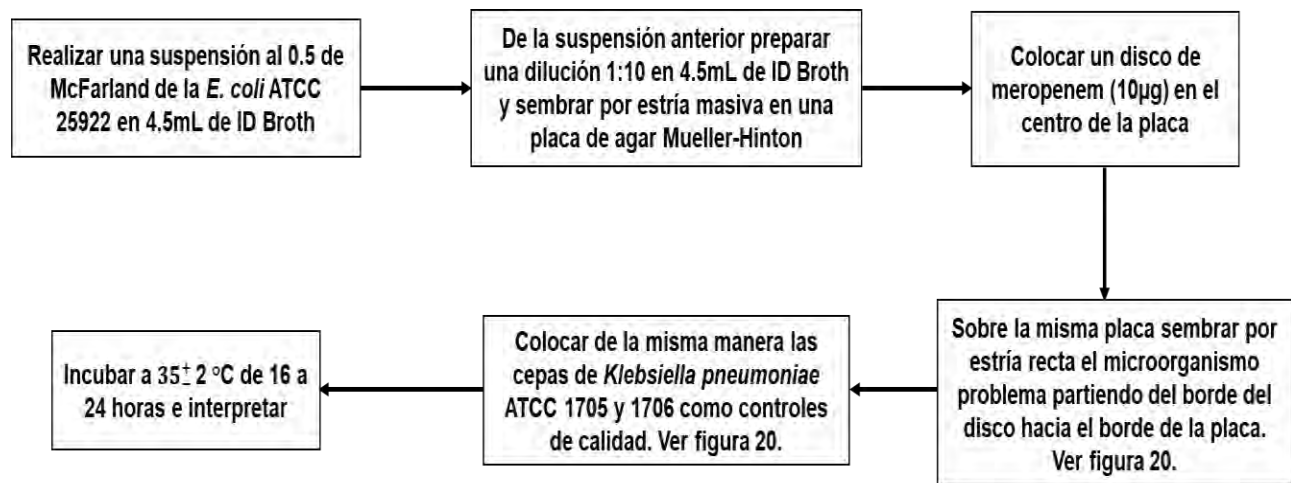 Realizar una suspensión al 0.5 de
McFarland de la E. coli ATCC
25922 en 4.5mL de ID Broth
De la suspensión anterior preparar
una dilución 1:10 en 4.5mL de ID Broth
y sembrar por estría masiva en una
placa de agar Mueller-Hinton
Colocar un disco de
meropenem (10µg) en el
centro de la placa
Sobre la misma placa sembrar por
estría recta el microorganismo
problema partiendo del borde del
disco hacia el borde de la placa.
Ver figura 20.
Colocar de la misma manera las
cepas de Klebsiella pneumoniae
ATCC 1705 y 1706 como controles
de calidad. Ver figura 20.
Incubar a 35± 2 °C de 16 a
24 horas e interpretar